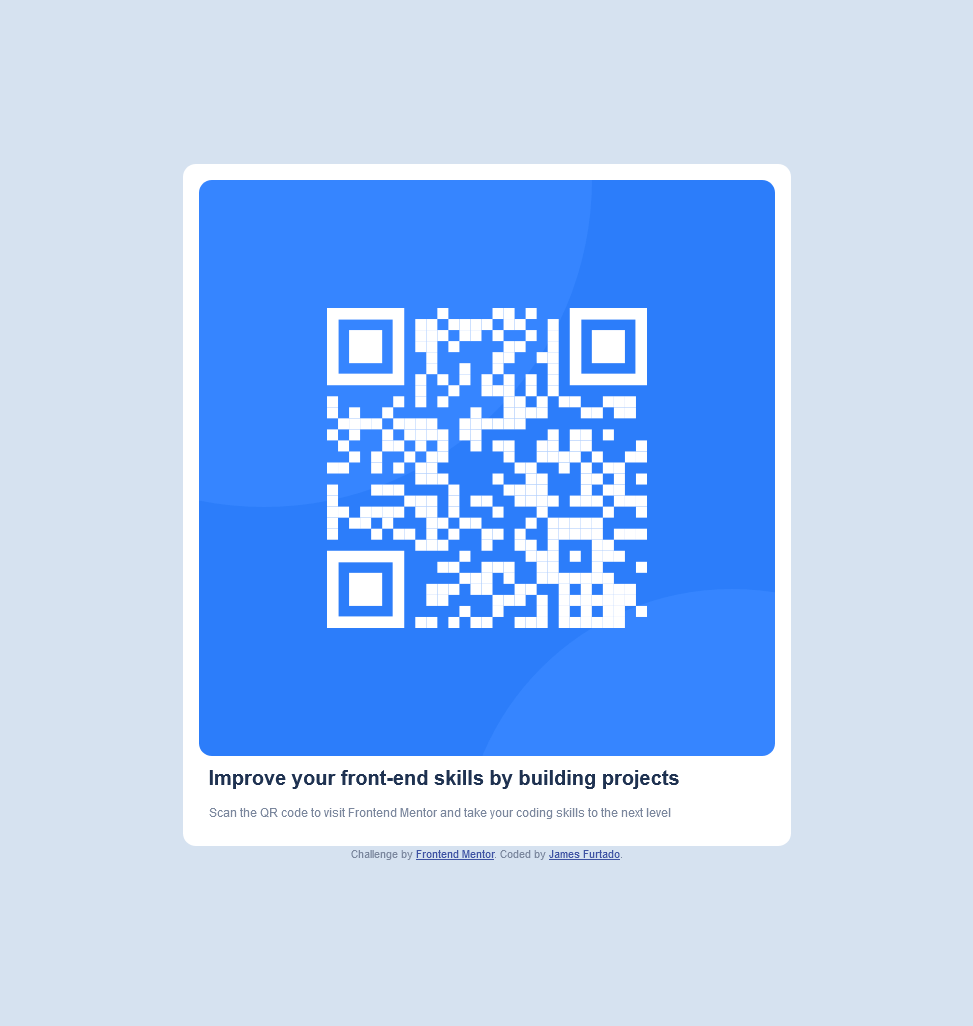 Improve your front-end skills by building projects
Scan the QR code to visit Frontend Mentor and take your coding skills to the next level
Challenge by Frontend Mentor. Coded by James Furtado.